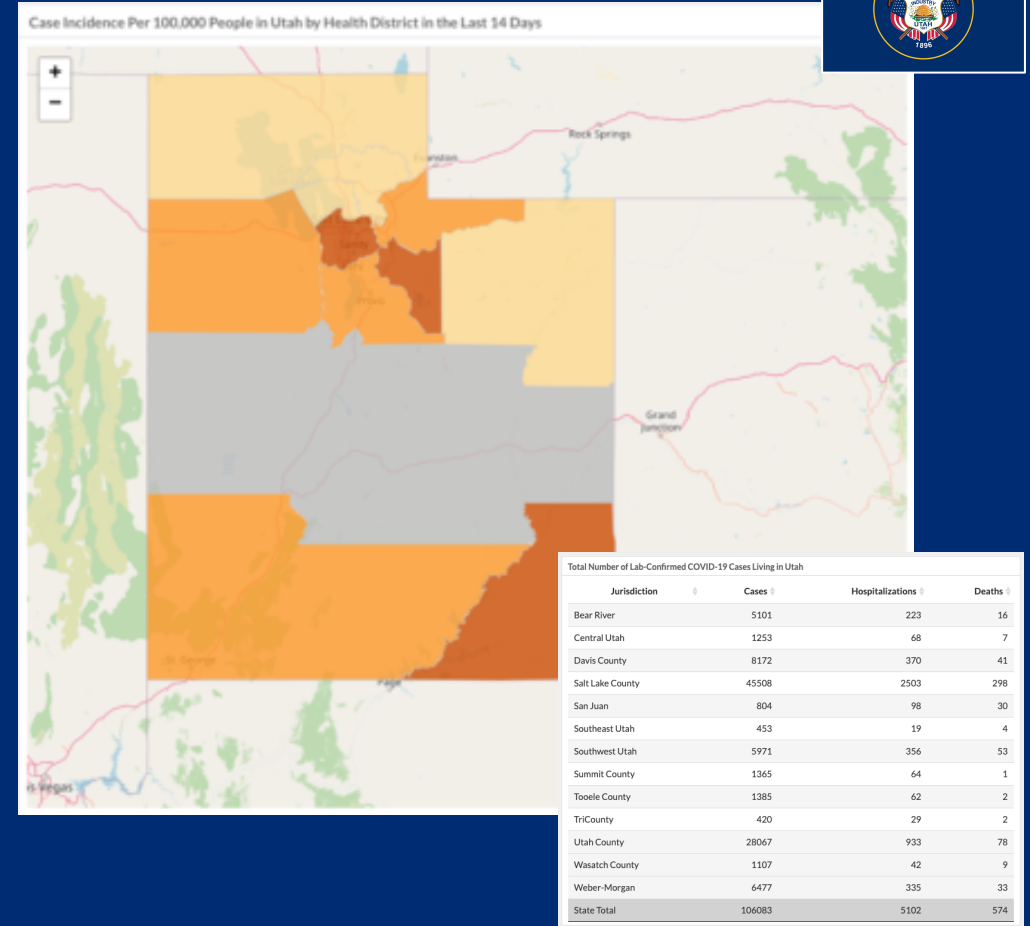 Case Incidence Per 100,000 People in Utah by Health District in the Last 14 Days
INDUSTRY
UTAH
1896
+
−
Rock Springs
Sandy
Provo
Grand
Junction
St. George
Page
Vegas
Total Number of Lab-Confirmed COVID-19 Cases Living in Utah
Jurisdiction Cases Hospitalizations Deaths
Bear River 5101 223 16
Central Utah 1253 68 7
Davis County 8172 370 41
Salt Lake County 45508 2503 298
San Juan 804 98 30
Southeast Utah 453 19 4
Southwest Utah 5971 356 53
Summit County 1365 64 1
Tooele County 1385 62 2
TriCounty 420 29 2
Utah County 28067 933 78
Wasatch County 1107 42 9
Weber-Morgan 6477 335 33
State Total 106083 5102 574